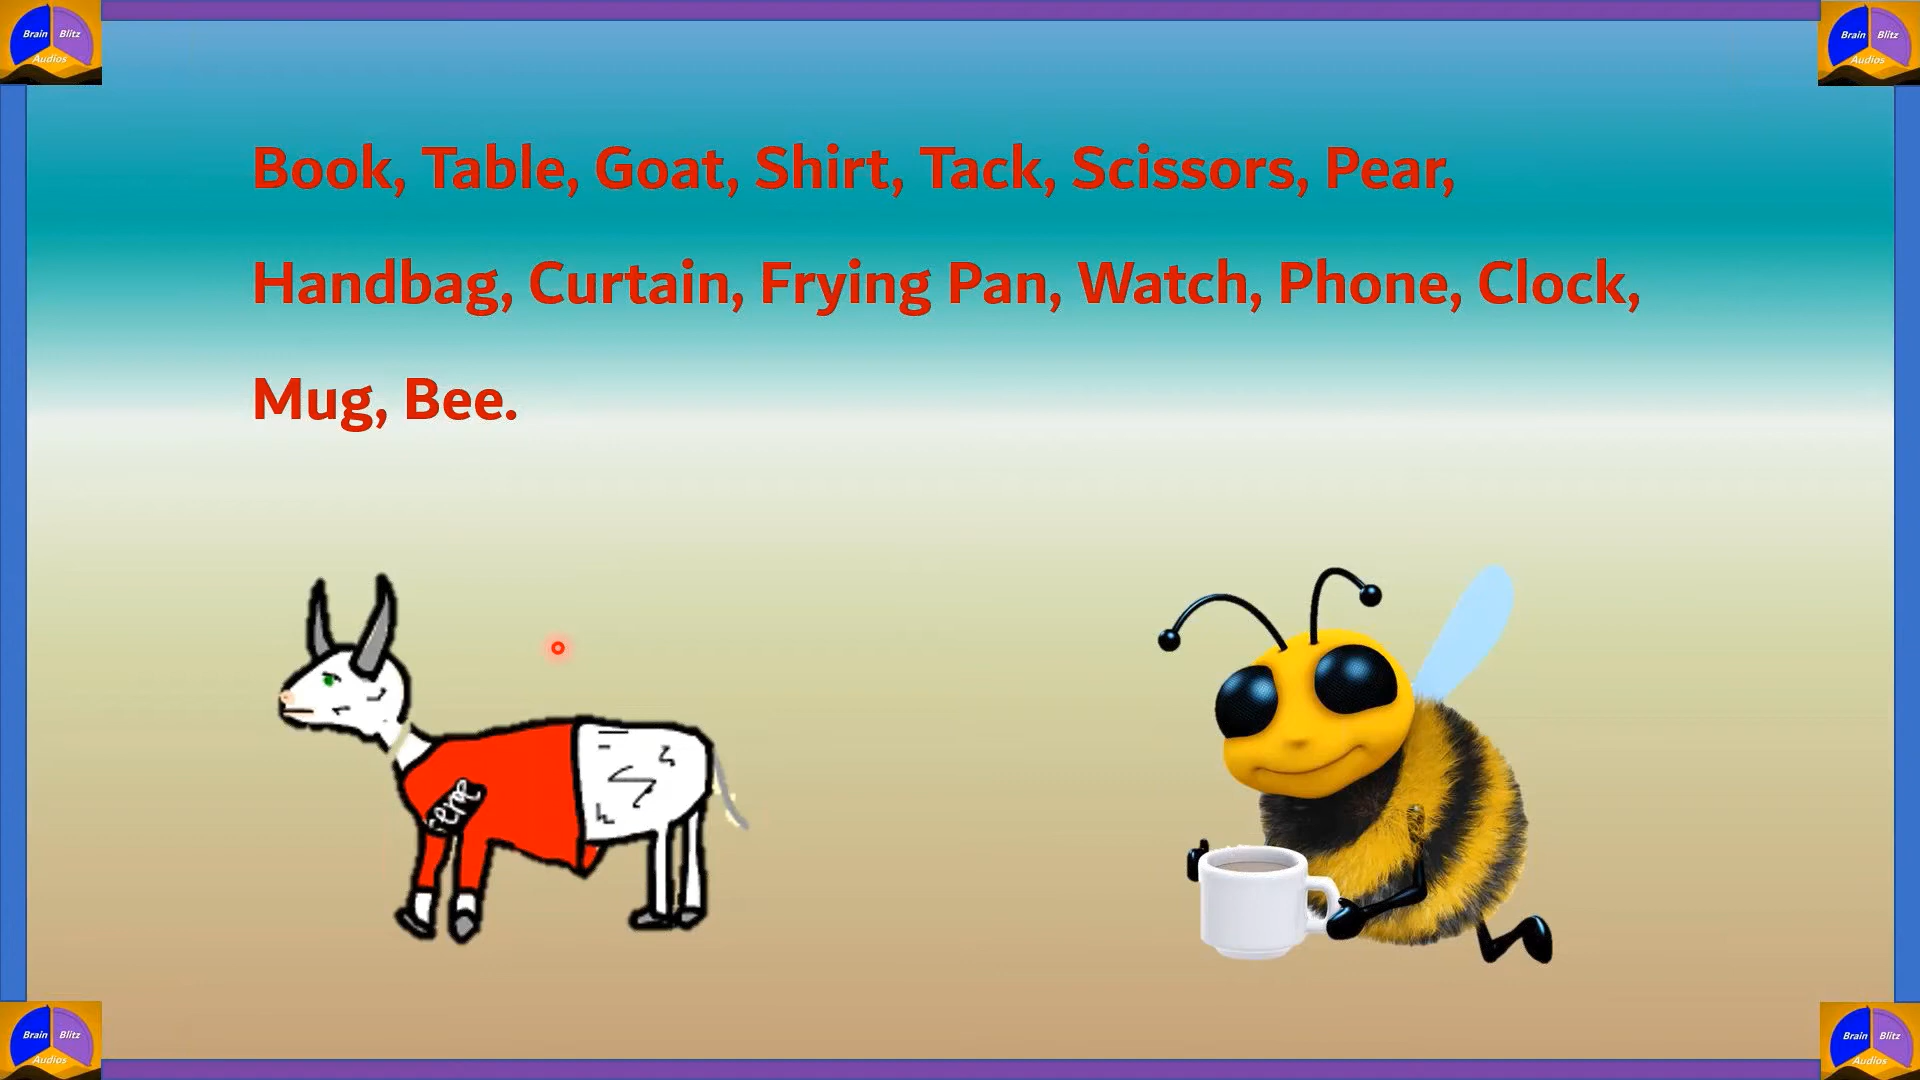 Brain Blitz
Audios
Brain Blitz
Audios
Book, Table, Goat, Shirt, Tack, Scissors, Pear,
Handbag, Curtain, Frying Pan, Watch, Phone, Clock,
Mug, Bee.
Brain Blitz
Audios
Brain Blitz
Audios